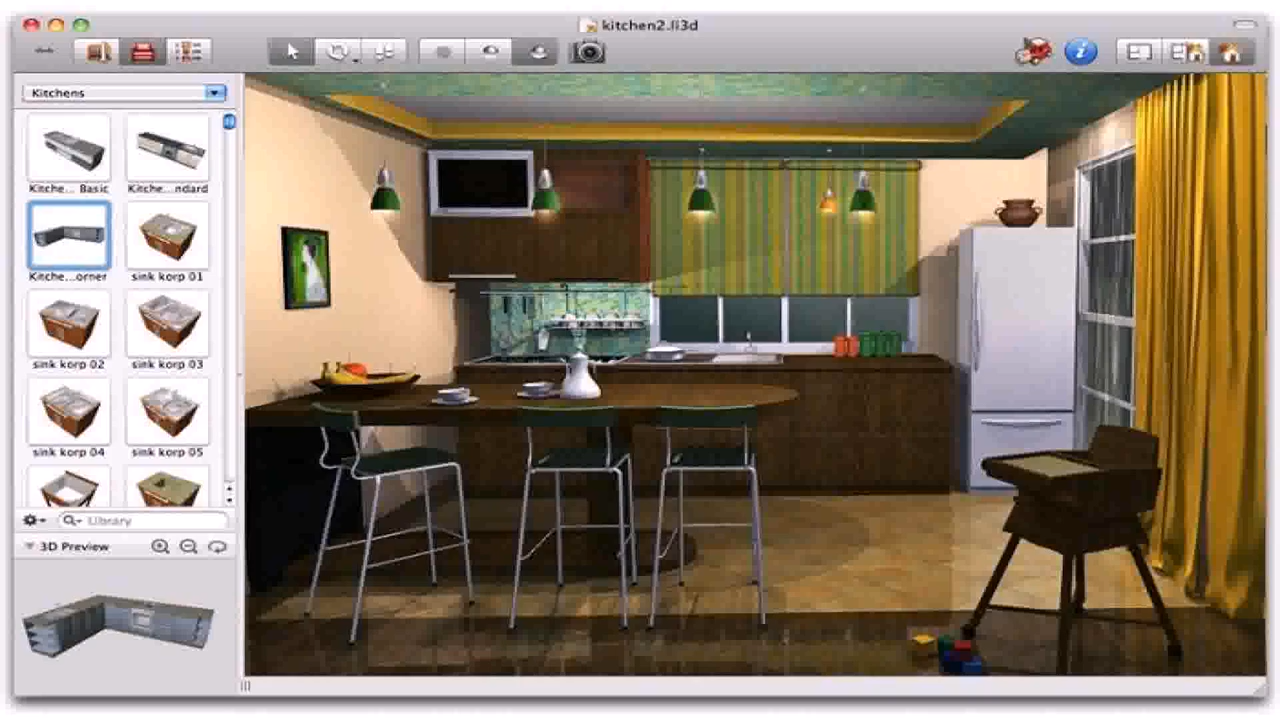 kitchen2.li3d
Kitchens
Kitche... Basic
Kitche...ndard
Kitche...orner
sink korp 01
sink korp 02
sink korp 03
sink korp 04
sink korp 05
Library
3D Preview